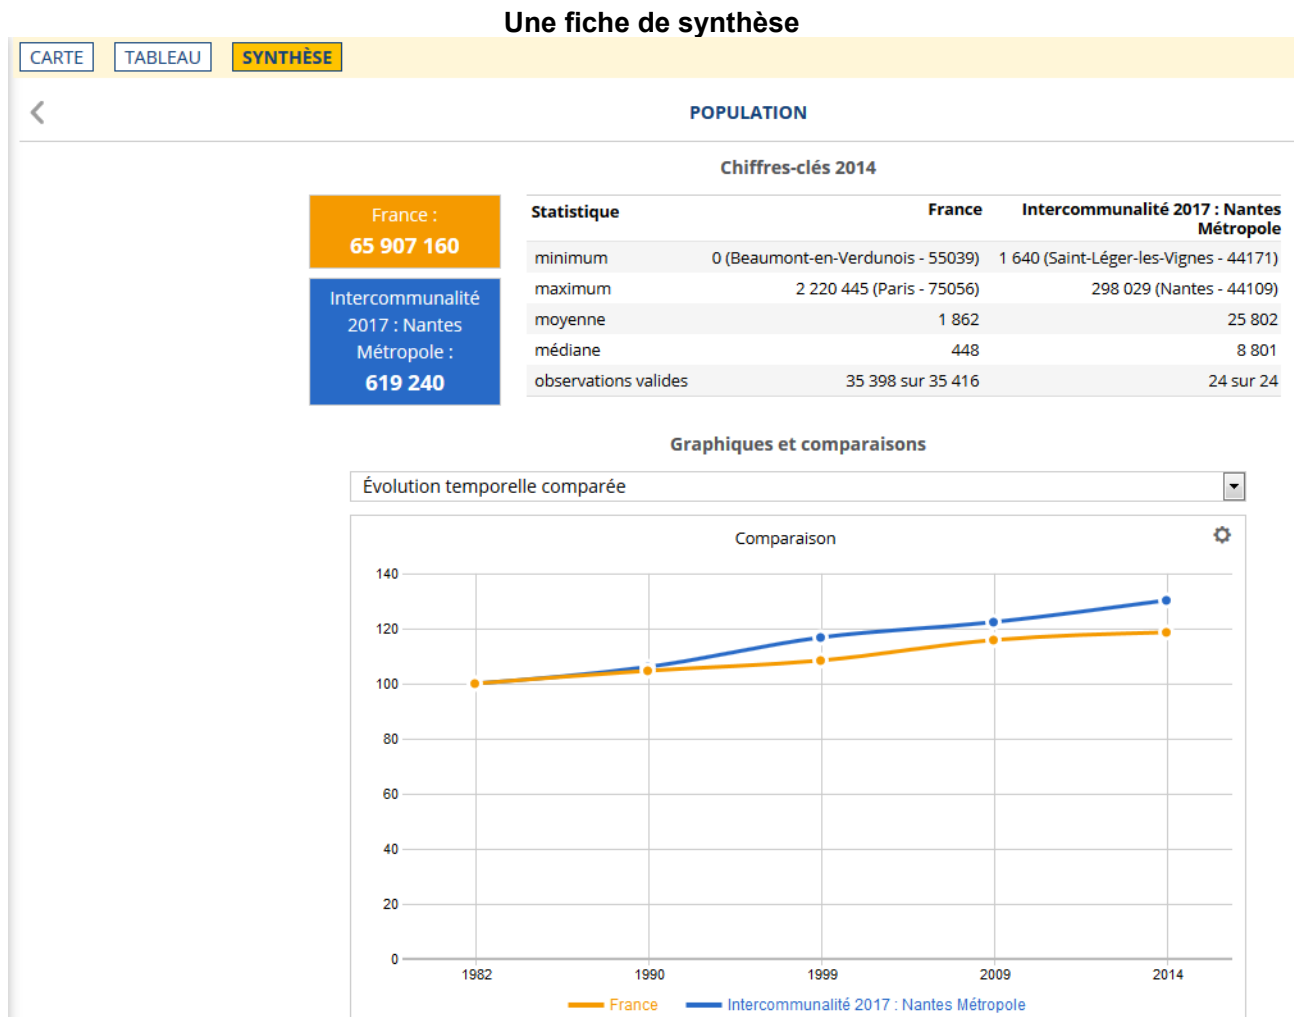 Une fiche de synthèse
CARTE TABLEAU SYNTHÈSE
POPULATION
Chiffres-clés 2014
France :
65 907 160
Intercommunalité
2017 : Nantes
Métropole :
619 240
Statistique France Intercommunalité 2017 : Nantes
Métropole
minimum 0 (Beaumont-en-Verdunois - 55039) 1 640 (Saint-Léger-les-Vignes - 44171)
maximum 2 220 445 (Paris - 75056) 298 029 (Nantes - 44109)
moyenne 1 862 25 802
médiane 448 8 801
observations valides 35 398 sur 35 416 24 sur 24
Graphiques et comparaisons
Évolution temporelle comparée
Comparaison
140
120
100
80
60
40
20
0
1982 1990 1999 2009 2014
France Intercommunalité 2017 : Nantes Métropole